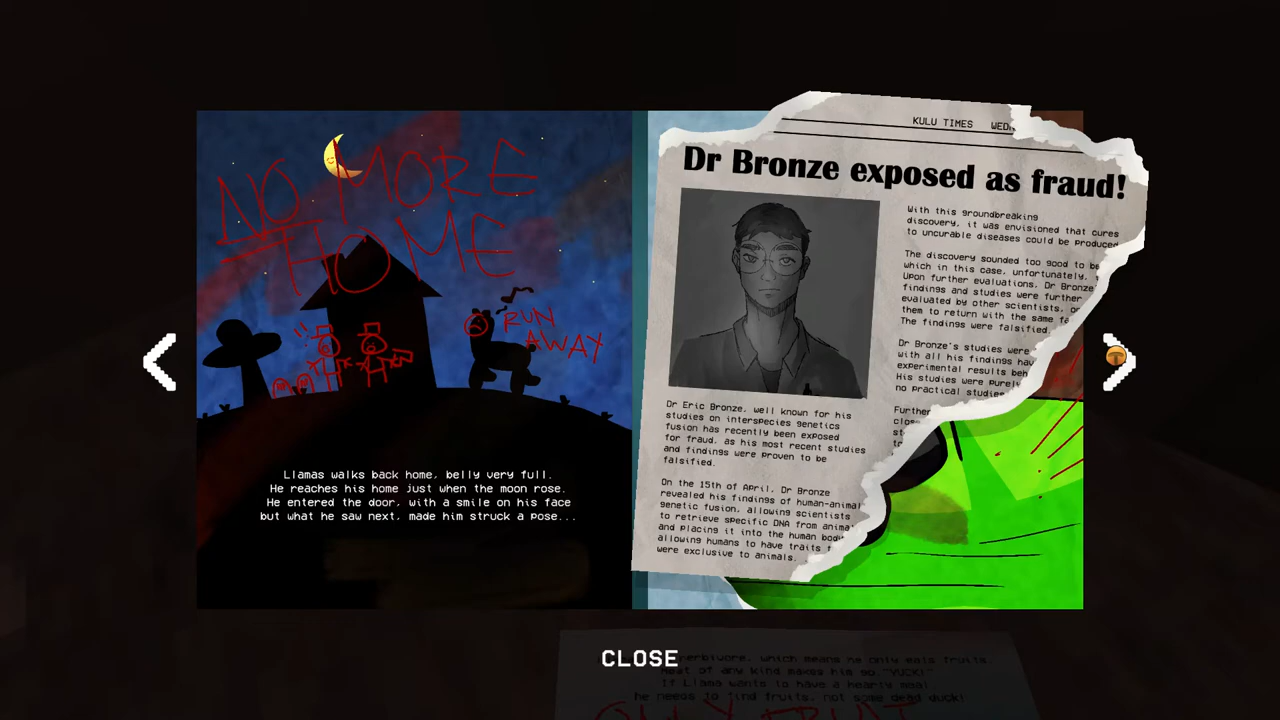 NO MORE
HOME
RUN
AWAY
Llamas walks back home, belly very full.
He reaches his home just when the moon rose.
He entered the door, with a smile on his face
but what he saw next, made him struck a pose...
KULU TIMES
Dr Bronze exposed as fraud!
Dr Eric Bronze, well known for his
studies on interspecies genetics
fusion has recently been exposed
for fraud, as his most recent studies
and findings were proven to be
falsified.
On the 15th of April, Dr Bronze
revealed his findings of human-animal
genetic fusion, allowing scientists
to retrieve specific DNA from
and placing it into the human
allowing humans to have traits
were exclusive to animals.
With this groundbreaking
discovery, it was envisioned that cures
to uncurable diseases could be produced
The discovery sounded too good to be
which in this case, unfortunately,
Upon further evaluations, Dr Bronze
findings and studies were further
evaluated by other scientists,
them to return with the same
The findings were falsified.
Dr Bronze's studies were
with all his findings
experimental results
His studies were purely
no practical studies
CLOSE
herbivore, which means he only eats fruits.
of any kind makes him go "YUCK!"
If Llama wants to have a hearty meal
he needs to find fruits, not some dead duck!
ONLY FRUIT